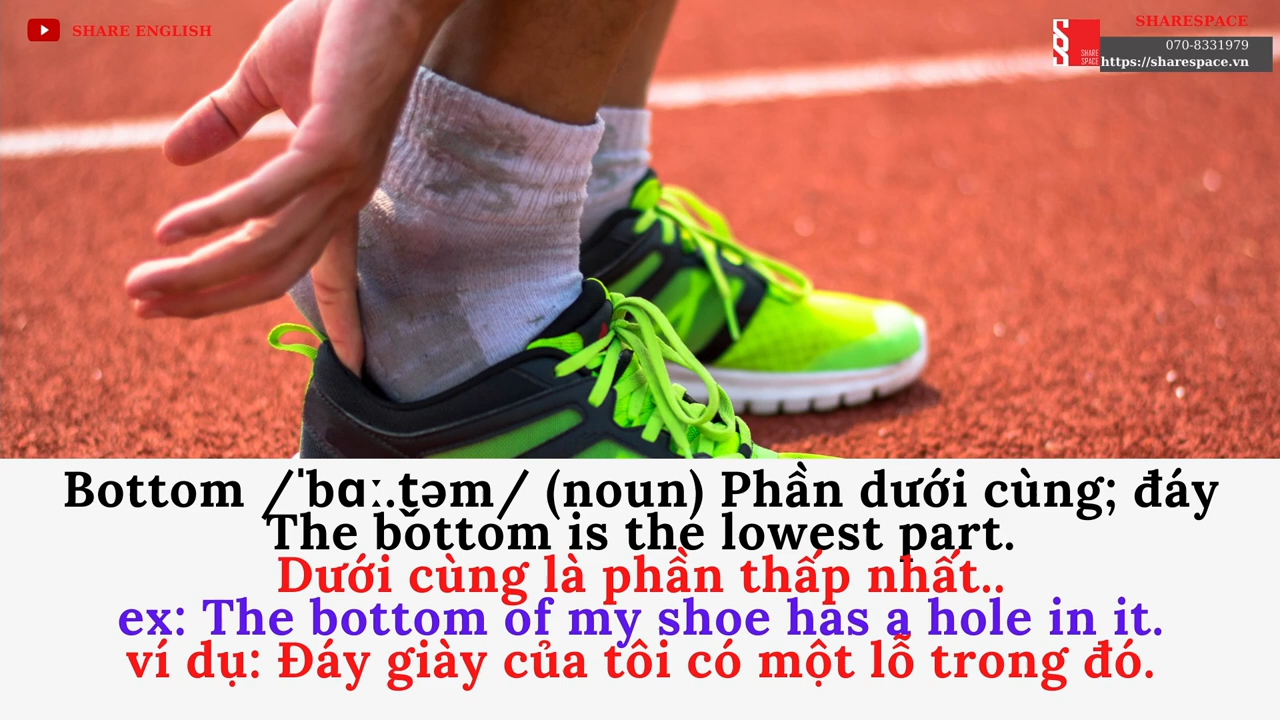 SHARE ENGLISH
SHARESPACE
070-8331979
https://sharespace.vn
SHARE
SPACE
Bottom /ˈbɑː.t̬əm/ (noun) Phần dưới cùng; đáy
The bottom is the lowest part.
Dưới cùng là phần thấp nhất..
ex: The bottom of my shoe has a hole in it.
ví dụ: Đáy giày của tôi có một lỗ trong đó.